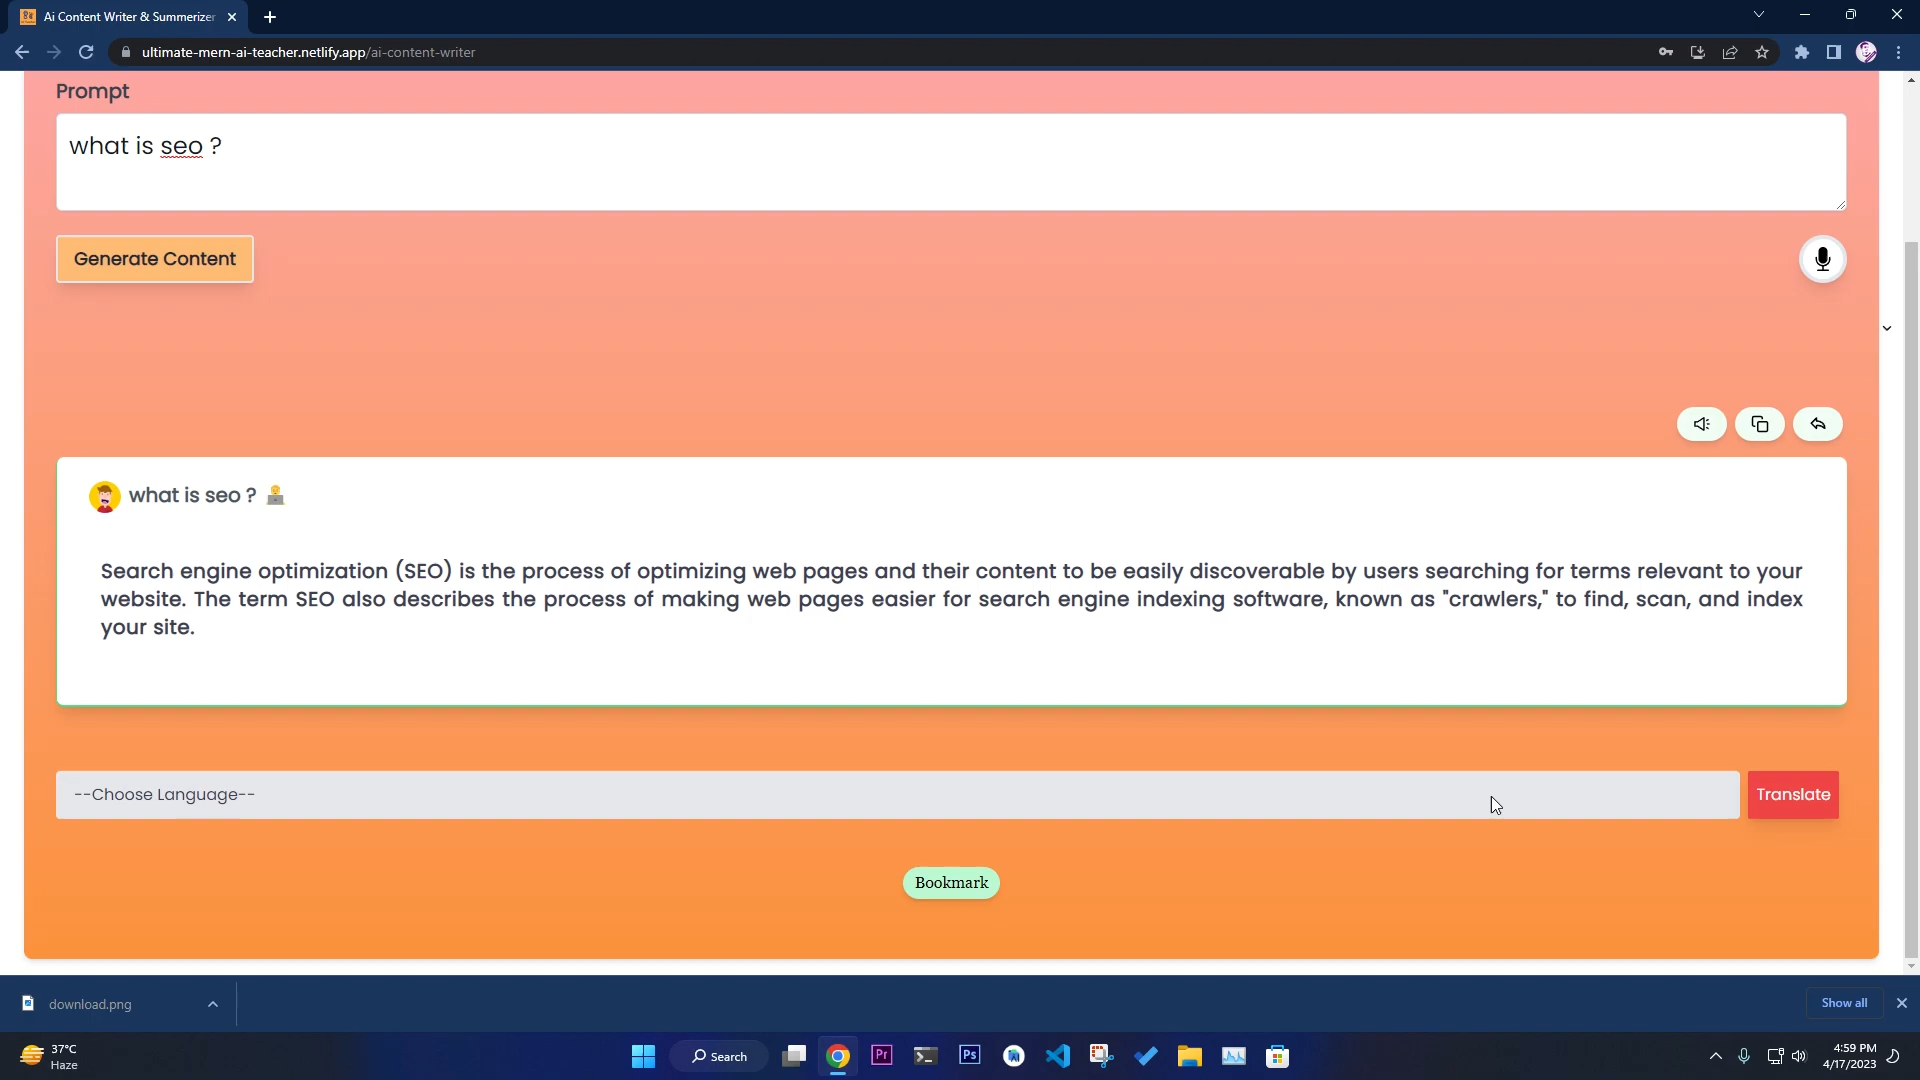 Ai Content Writer & Summerizer
ultimate-mern-ai-teacher.netlify.app/ai-content-writer
Prompt
what is seo ?
Generate Content
what is seo ?
Search engine optimization (SEO) is the process of optimizing web pages and their content to be easily discoverable by users searching for terms relevant to your
website. The term SEO also describes the process of making web pages easier for search engine indexing software, known as "crawlers," to find, scan, and index
your site.
--Choose Language--
Translate
Bookmark
download.png
Show all
37°C
Haze
Search
Pr
Ps
4:59 PM
4/17/2023